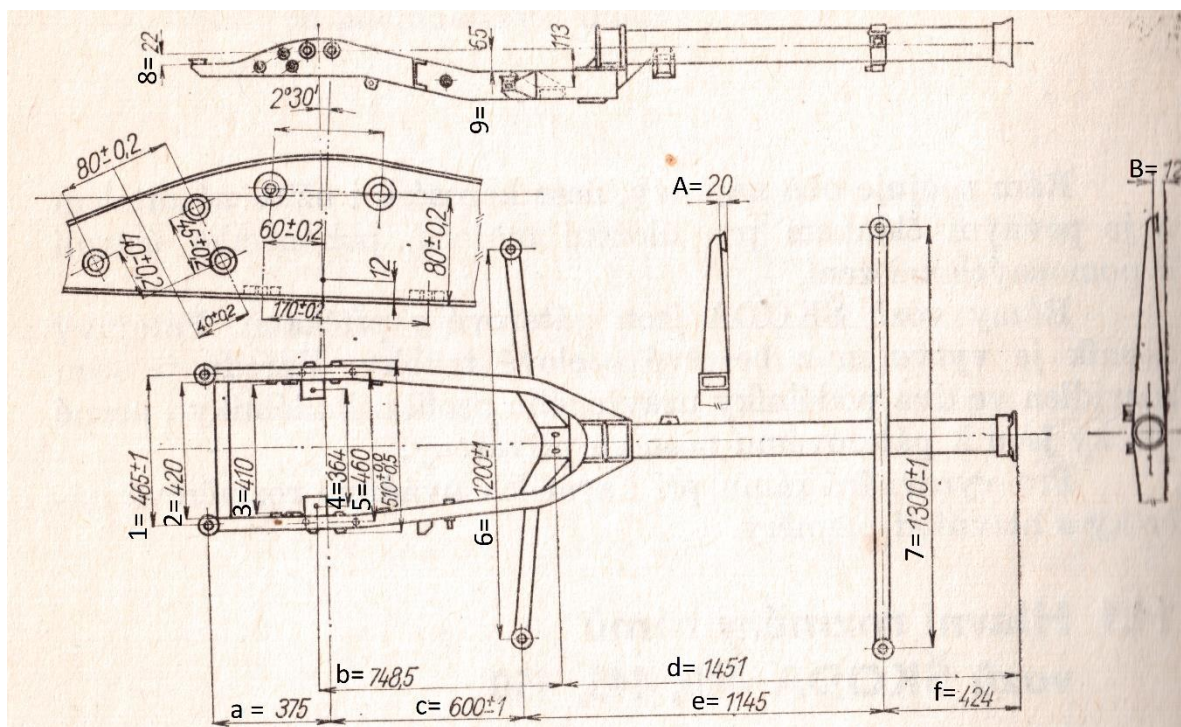 8= 22
65
113
2°30'
9=
80±0,2
A= 20
B= 12
60±0,2
80±0,2
12
20±0,1
40±0,2
170±0,2
1= 465±1
2= 420
3= 410
4= 364
5= 460
6= 1200±1
7= 1300±1
b= 748,5
d= 1451
a = 375
c= 600±1
e= 1145
f= 424